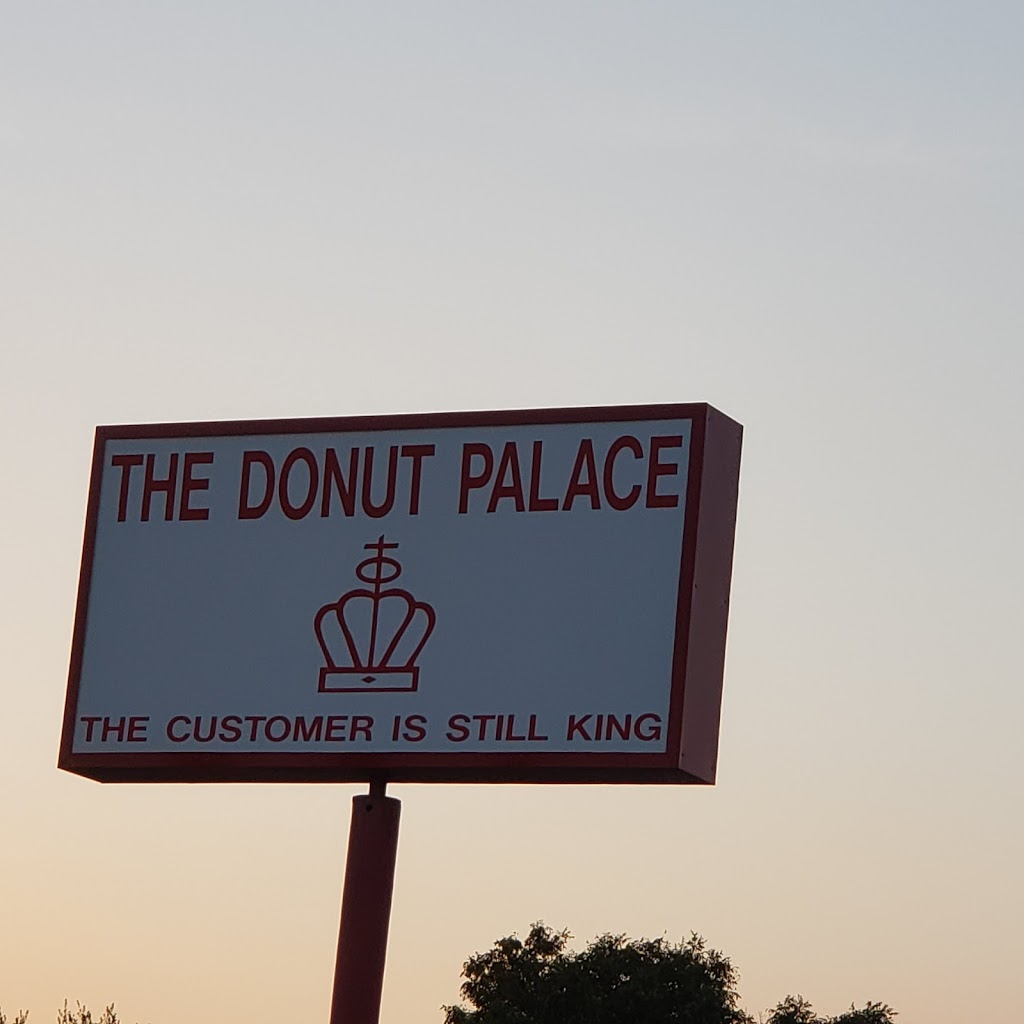 THE DONUT PALACE
THE CUSTOMER IS STILL KING